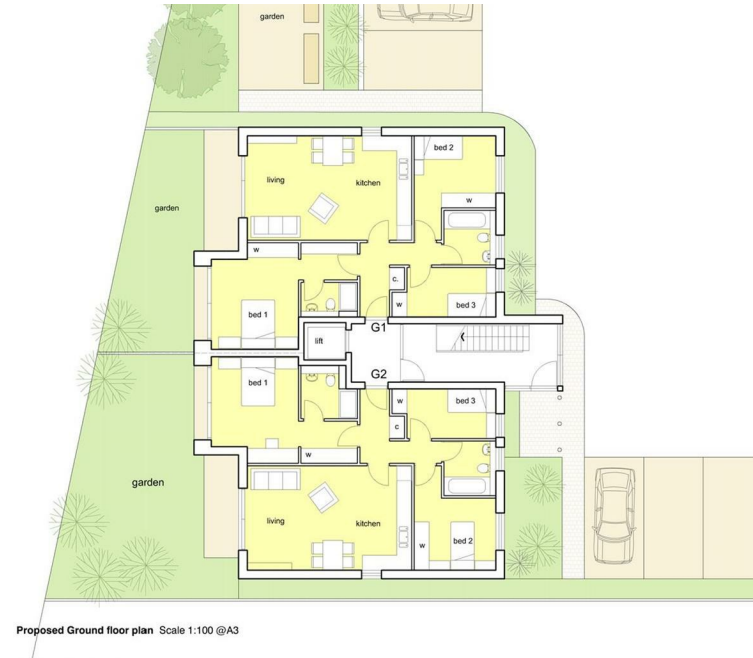 garden
bed 2
living
kitchen
garden
w
w
c.
w
bed 3
bed 1
G1
lift
G2
bed 1
w
bed 3
c
w
garden
living
kitchen
w
bed 2
Proposed Ground floor plan Scale 1:100 @A3